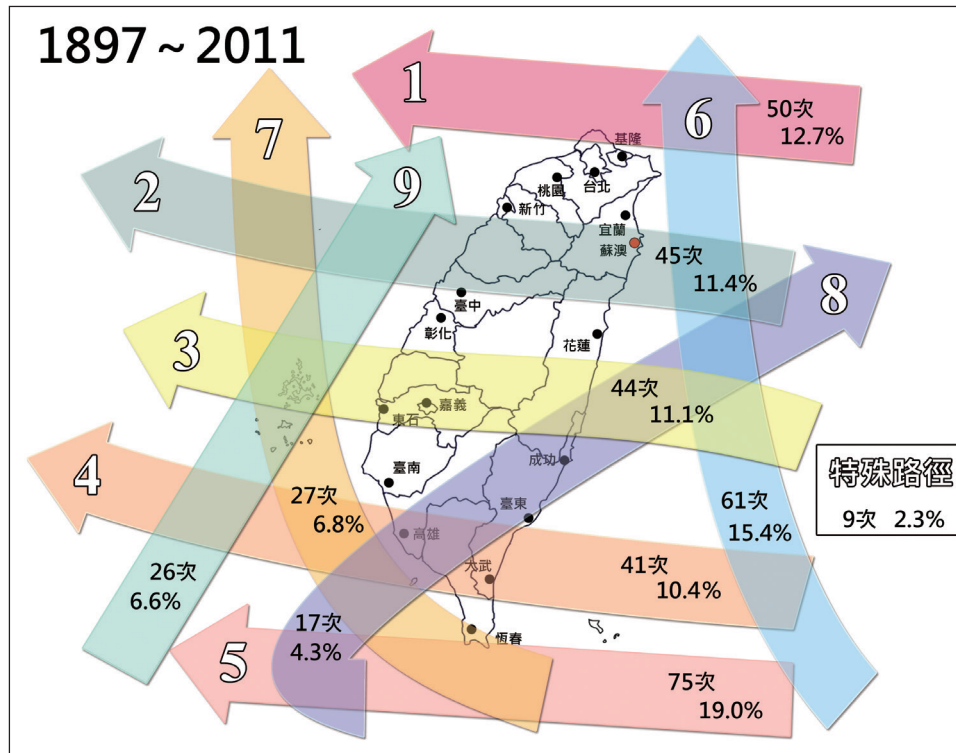 1897～2011
1
50次
12.7%
6
7
2
9
基隆
台北
桃園
新竹
宜蘭
蘇澳
45次
11.4%
8
臺中
彰化
花蓮
3
44次
11.1%
嘉義
東石
4
臺南
成功
特殊路徑
9次 2.3%
27次
6.8%
臺東
61次
15.4%
高雄
大武
41次
10.4%
26次
6.6%
17次
4.3%
恆春
5
75次
19.0%